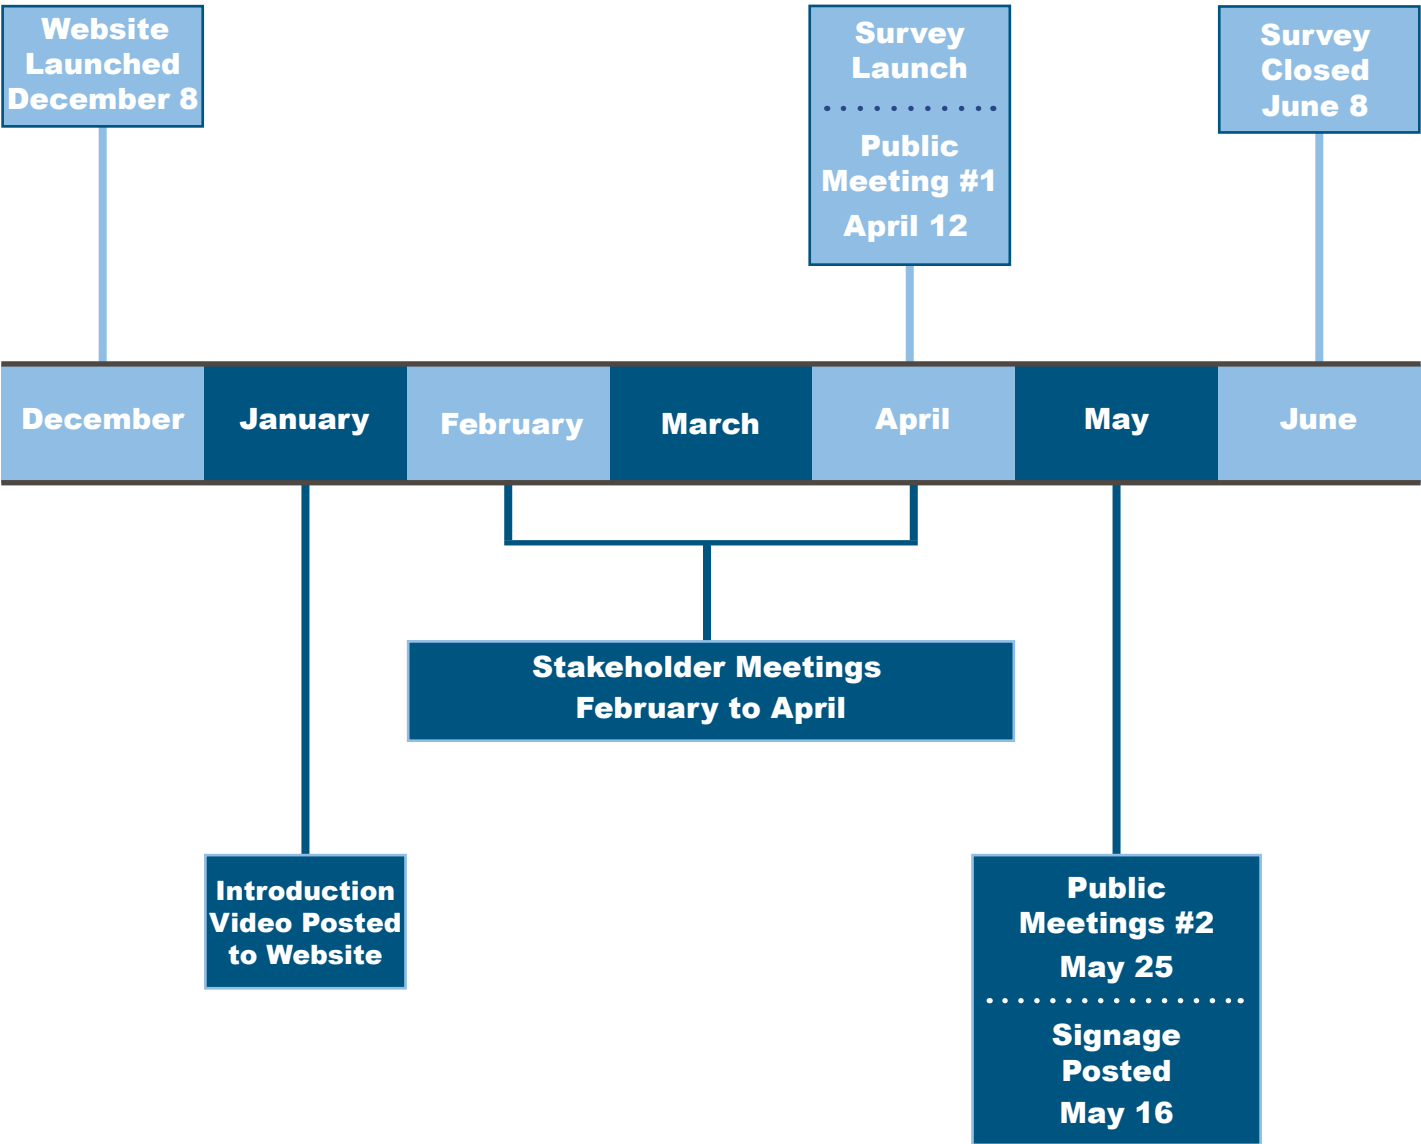 Website
Launched
December 8
Survey
Launch
Public
Meeting #1
April 12
Survey
Closed
June 8
December
January
February
March
April
May
June
Stakeholder Meetings
February to April
Introduction
Video Posted
to Website
Public
Meetings #2
May 25
Signage
Posted
May 16